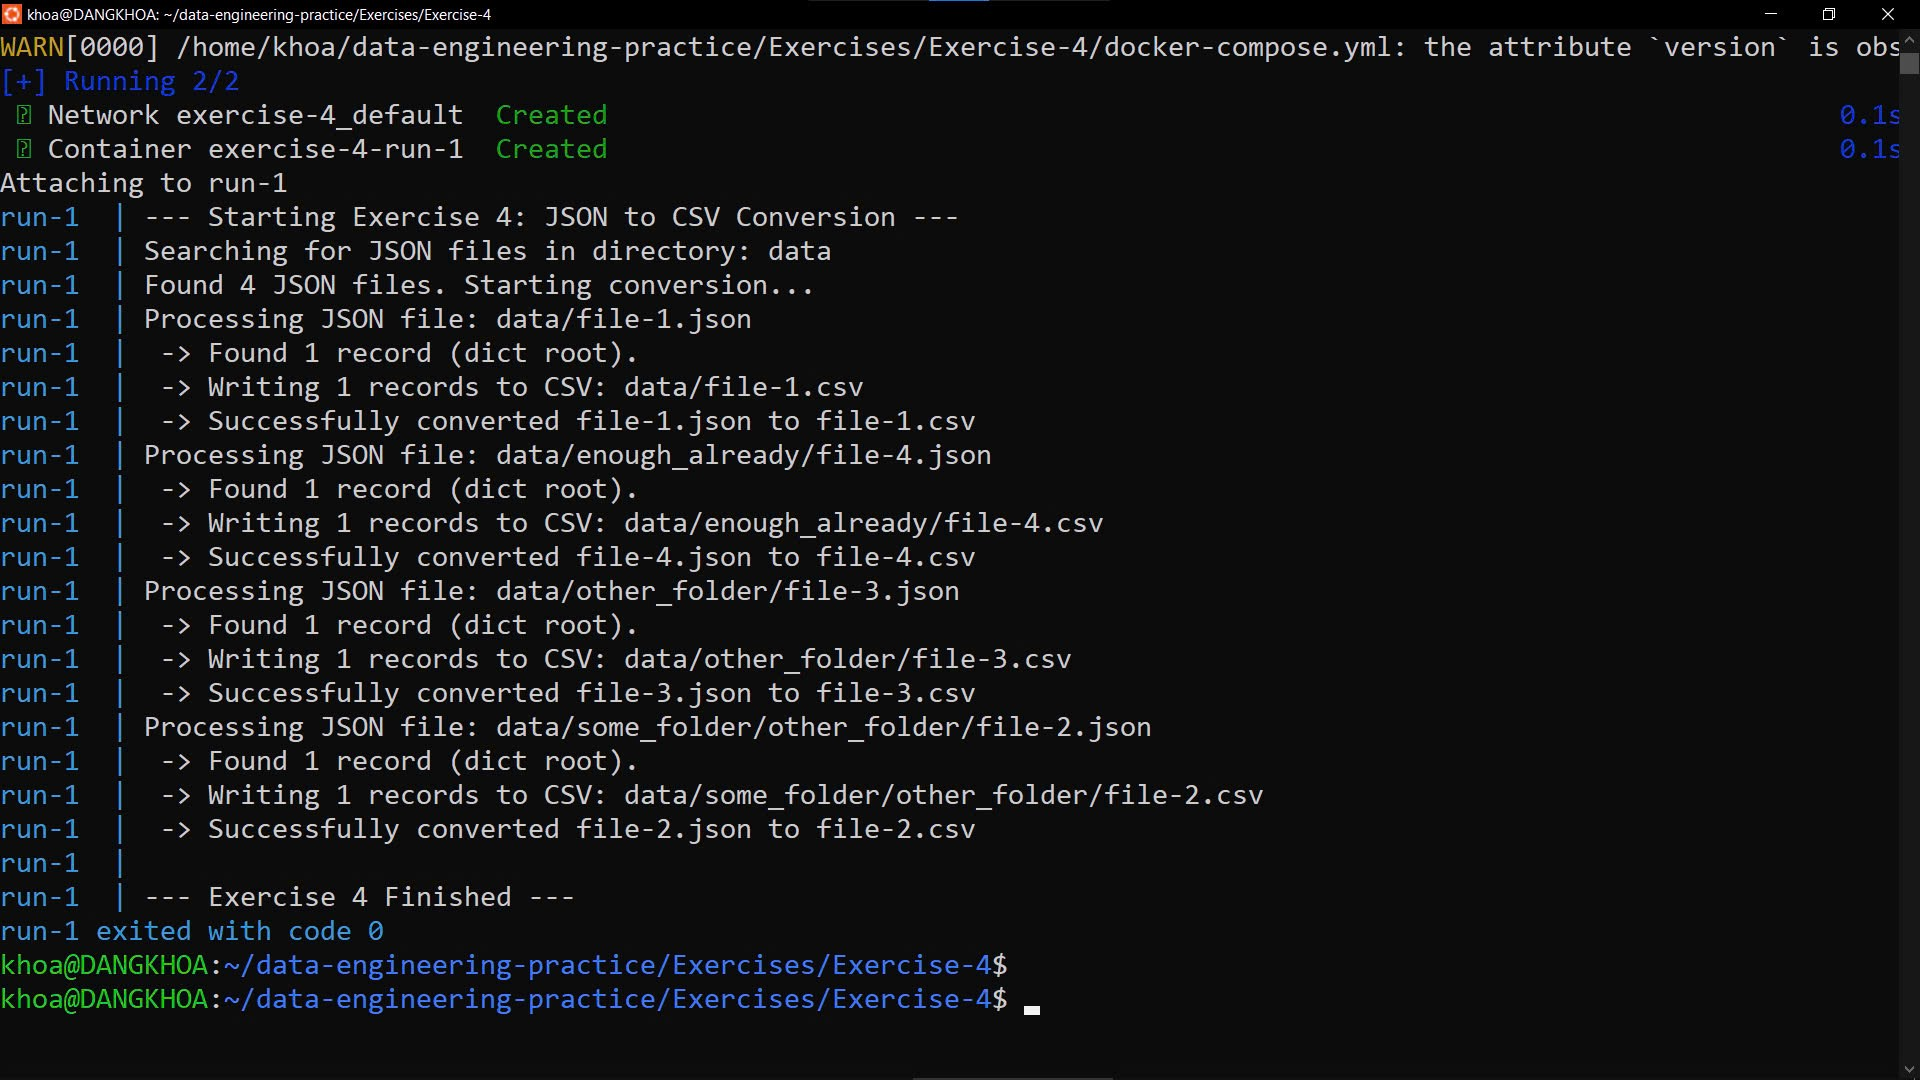 khoa@DANGKHOA: ~/data-engineering-practice/Exercises/Exercise-4
WARN[0000] /home/khoa/data-engineering-practice/Exercises/Exercise-4/docker-compose.yml: the attribute `version` is obs
[+] Running 2/2
Network exercise-4_default  Created 0.1s
Container exercise-4-run-1  Created 0.1s
Attaching to run-1
run-1  | --- Starting Exercise 4: JSON to CSV Conversion ---
run-1  | Searching for JSON files in directory: data
run-1  | Found 4 JSON files. Starting conversion...
run-1  | Processing JSON file: data/file-1.json
run-1  |  -> Found 1 record (dict root).
run-1  |  -> Writing 1 records to CSV: data/file-1.csv
run-1  |  -> Successfully converted file-1.json to file-1.csv
run-1  | Processing JSON file: data/enough_already/file-4.json
run-1  |  -> Found 1 record (dict root).
run-1  |  -> Writing 1 records to CSV: data/enough_already/file-4.csv
run-1  |  -> Successfully converted file-4.json to file-4.csv
run-1  | Processing JSON file: data/other_folder/file-3.json
run-1  |  -> Found 1 record (dict root).
run-1  |  -> Writing 1 records to CSV: data/other_folder/file-3.csv
run-1  |  -> Successfully converted file-3.json to file-3.csv
run-1  | Processing JSON file: data/some_folder/other_folder/file-2.json
run-1  |  -> Found 1 record (dict root).
run-1  |  -> Writing 1 records to CSV: data/some_folder/other_folder/file-2.csv
run-1  |  -> Successfully converted file-2.json to file-2.csv
run-1  |
run-1  | --- Exercise 4 Finished ---
run-1 exited with code 0
khoa@DANGKHOA:~/data-engineering-practice/Exercises/Exercise-4$
khoa@DANGKHOA:~/data-engineering-practice/Exercises/Exercise-4$